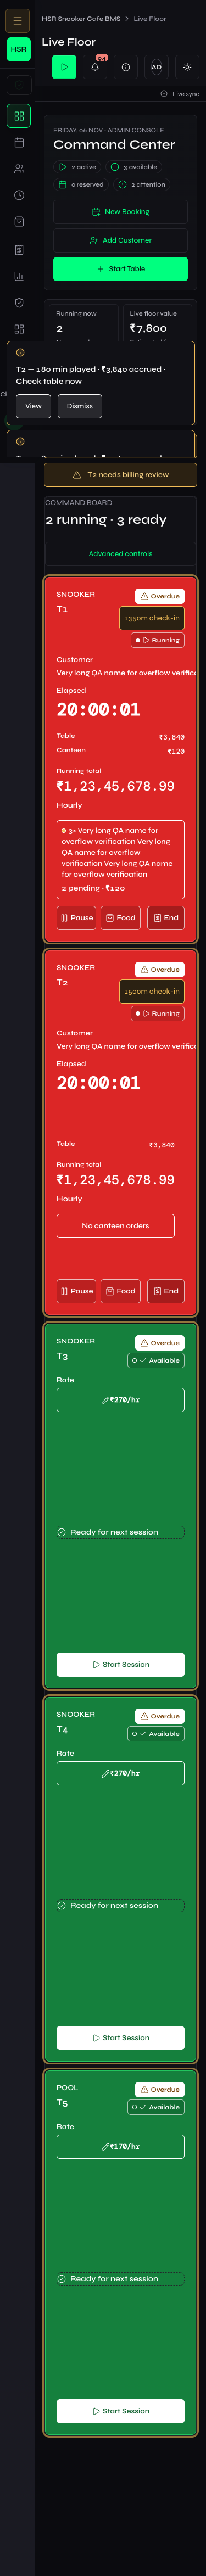 HSR Snooker Cafe BMS > Live Floor
HSR
Live Floor
94
AD
Live sync
FRIDAY, 06 NOV · ADMIN CONSOLE
Command Center
2 active
3 available
0 reserved
2 attention
New Booking
Add Customer
Start Table
Running now
Live floor value
2
₹7,800
T2 — 180 min played · ₹3,840 accrued · Check table now
View
Dismiss
T2 needs billing review
COMMAND BOARD
2 running · 3 ready
Advanced controls
SNOOKER
Overdue
T1
1350m check-in
Running
Customer
Very long QA name for overflow verific
Elapsed
20:00:01
Table
₹3,840
Canteen
₹120
Running total
₹1,23,45,678.99
Hourly
3× Very long QA name for
overflow verification Very long
QA name for overflow
verification Very long QA name
for overflow verification
2 pending · ₹120
Pause
Food
End
SNOOKER
Overdue
T2
1500m check-in
Running
Customer
Very long QA name for overflow verific
Elapsed
20:00:01
Table
₹3,840
Running total
₹1,23,45,678.99
Hourly
No canteen orders
Pause
Food
End
SNOOKER
Overdue
T3
Available
Rate
₹270/hr
Ready for next session
Start Session
SNOOKER
Overdue
T4
Available
Rate
₹270/hr
Ready for next session
Start Session
POOL
Overdue
T5
Available
Rate
₹170/hr
Ready for next session
Start Session